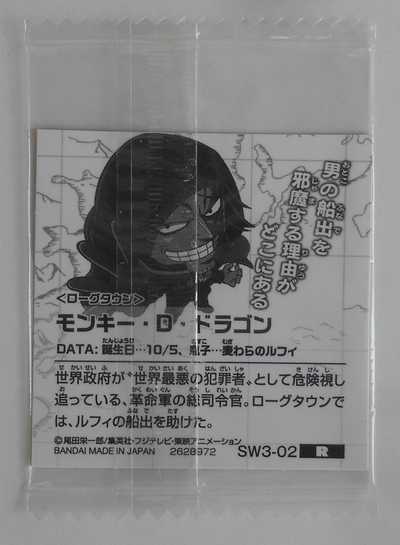 男の船出を
邪魔する理由が
どこにある
<ローグタウン>
モンキー・D・ドラゴン
DATA: 誕生日…10/5、息子…麦わらのルフィ
世界政府が“世界最悪の犯罪者”として危険視し
追っている、革命軍の総司令官。ローグタウンで
は、ルフィの船出を助けた。
©尾田栄一郎/集英社・フジテレビ・東映アニメーション
BANDAI MADE IN JAPAN 2628972
SW3-02 R